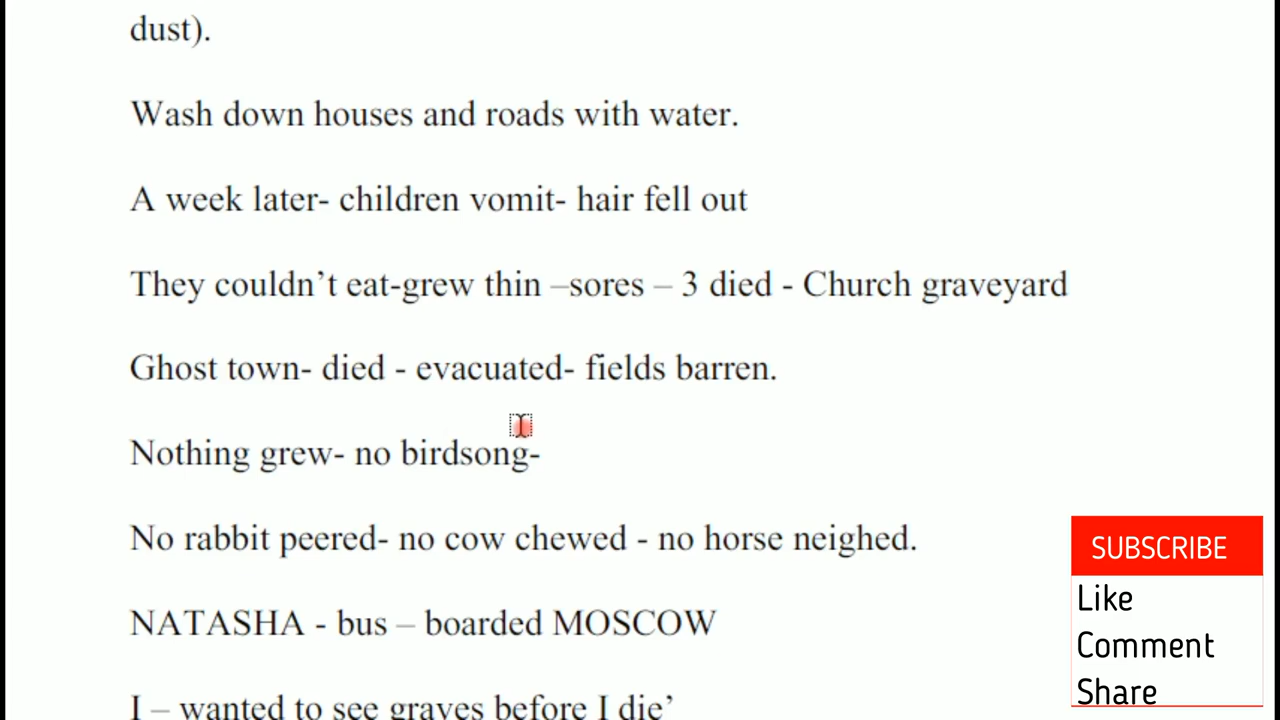 dust).
Wash down houses and roads with water.
A week later- children vomit- hair fell out
They couldn’t eat-grew thin –sores – 3 died - Church graveyard
Ghost town- died - evacuated- fields barren.
Nothing grew- no birdsong-
No rabbit peered- no cow chewed - no horse neighed.
NATASHA - bus – boarded MOSCOW
I – wanted to see graves before I die’
SUBSCRIBE
Like
Comment
Share